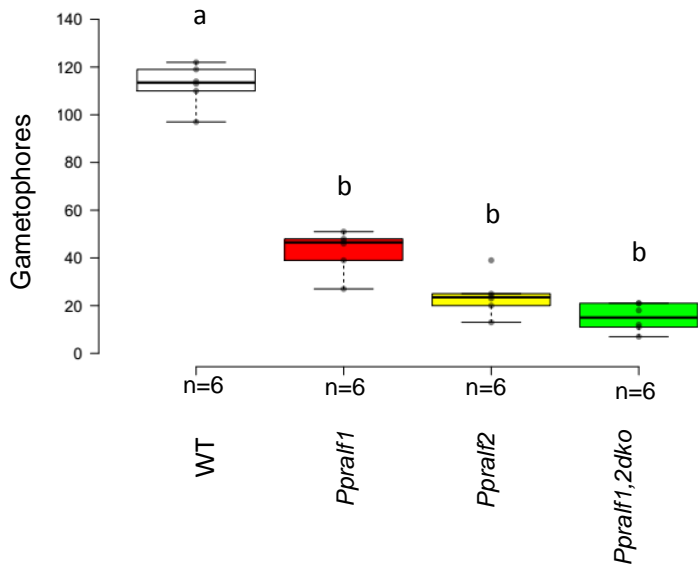 140
120
100
80
60
40
20
0
Gametophores
a
b
b
b
n=6
n=6
n=6
n=6
WT
Ppralf1
Ppralf2
Ppralf1,2dko